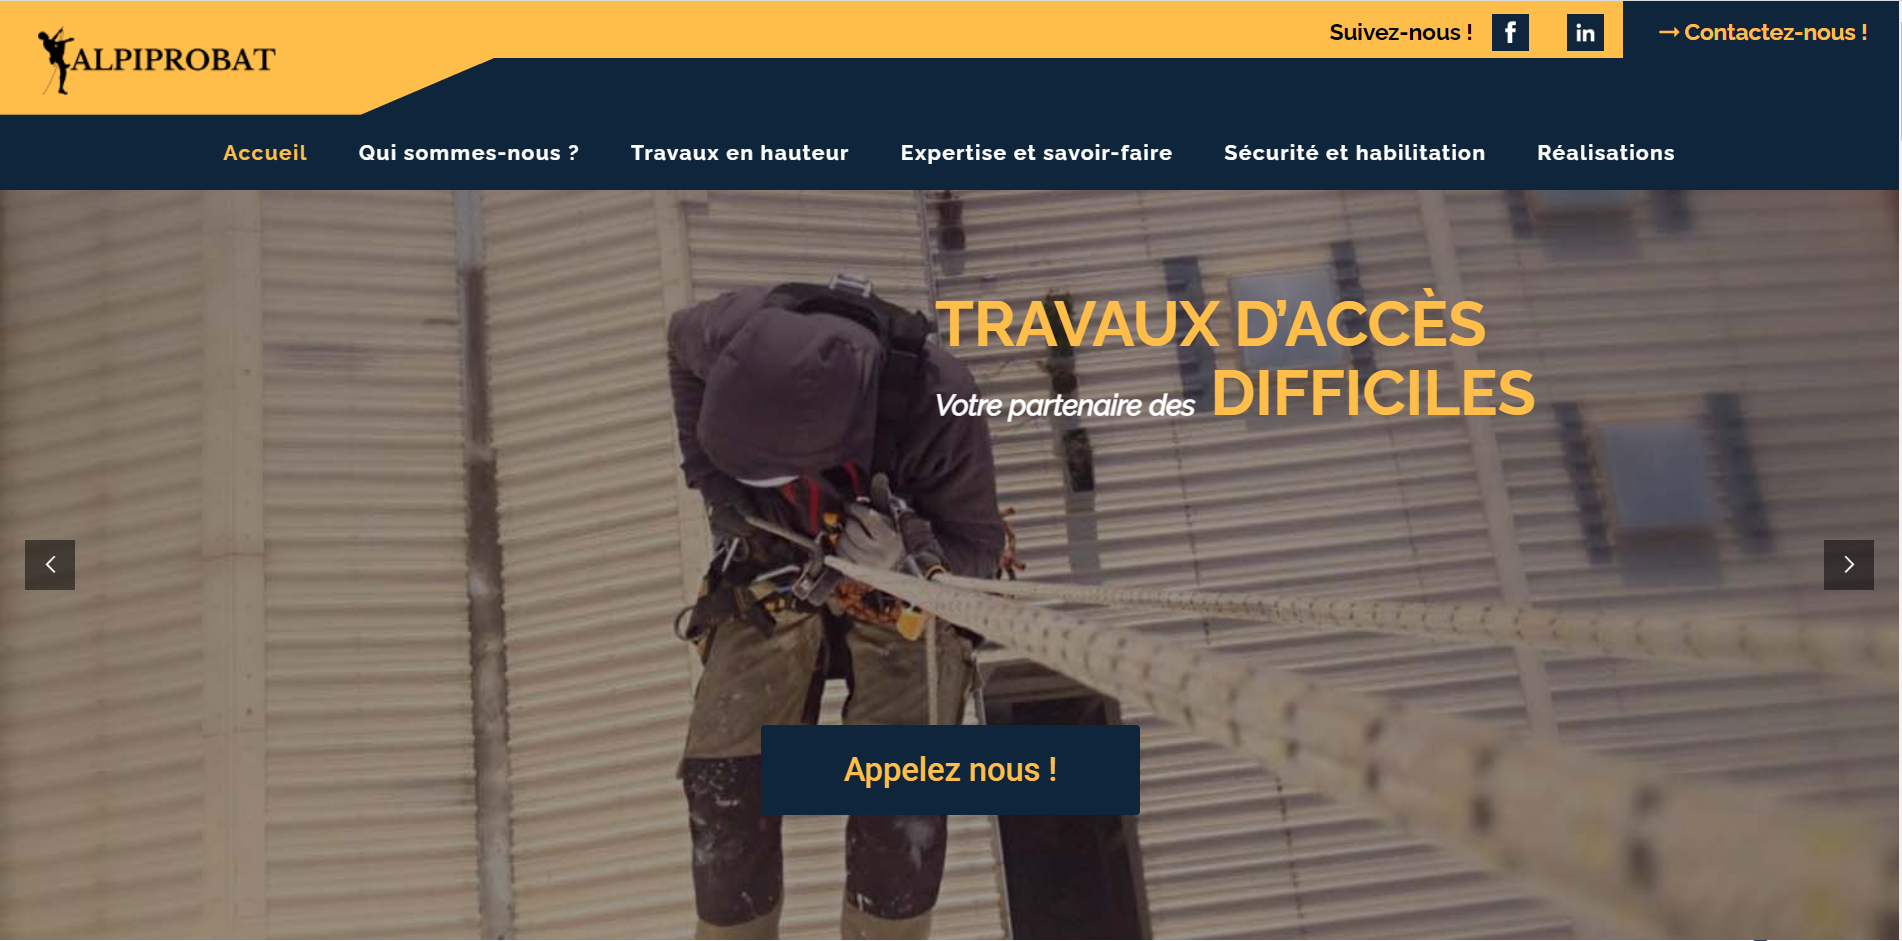 ALPIPROBAT
Suivez-nous !
→ Contactez-nous !
Accueil Qui sommes-nous ? Travaux en hauteur Expertise et savoir-faire Sécurité et habilitation Réalisations
TRAVAUX D’ACCÈS
Votre partenaire des DIFFICILES
Appelez nous !